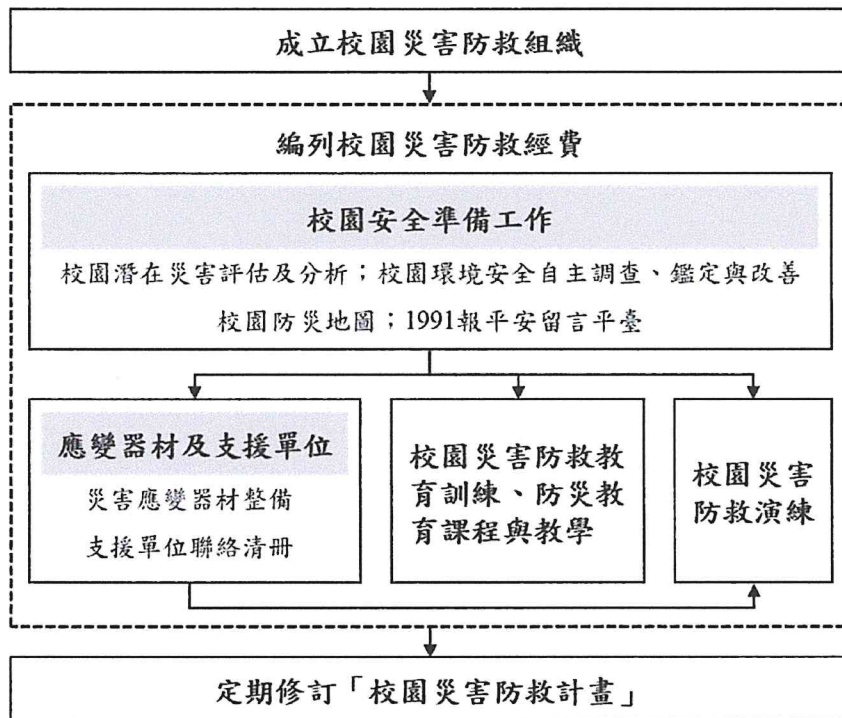 成立校園災害防救組織
編列校園災害防救經費
校園安全準備工作
校園潛在災害評估及分析；校園環境安全自主調查、鑑定與改善
校園防災地圖；1991報平安留言平臺
應變器材及支援單位
災害應變器材整備
支援單位聯絡清冊
校園災害防救教
育訓練、防災教
育課程與教學
校園災害
防救演練
定期修訂「校園災害防救計畫」